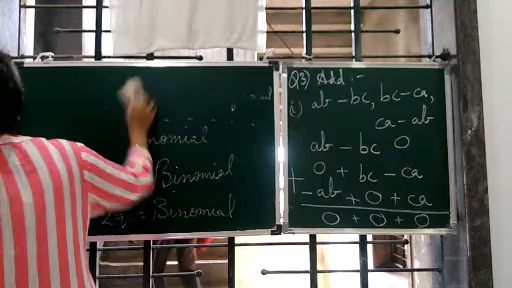 nomial
Binomial
2q = Binomial
Q3) Add :-
i) ab - bc, bc - ca,
ca - ab
ab - bc 0
0 + bc - ca
+ - ab + 0 + ca
0 + 0 + 0